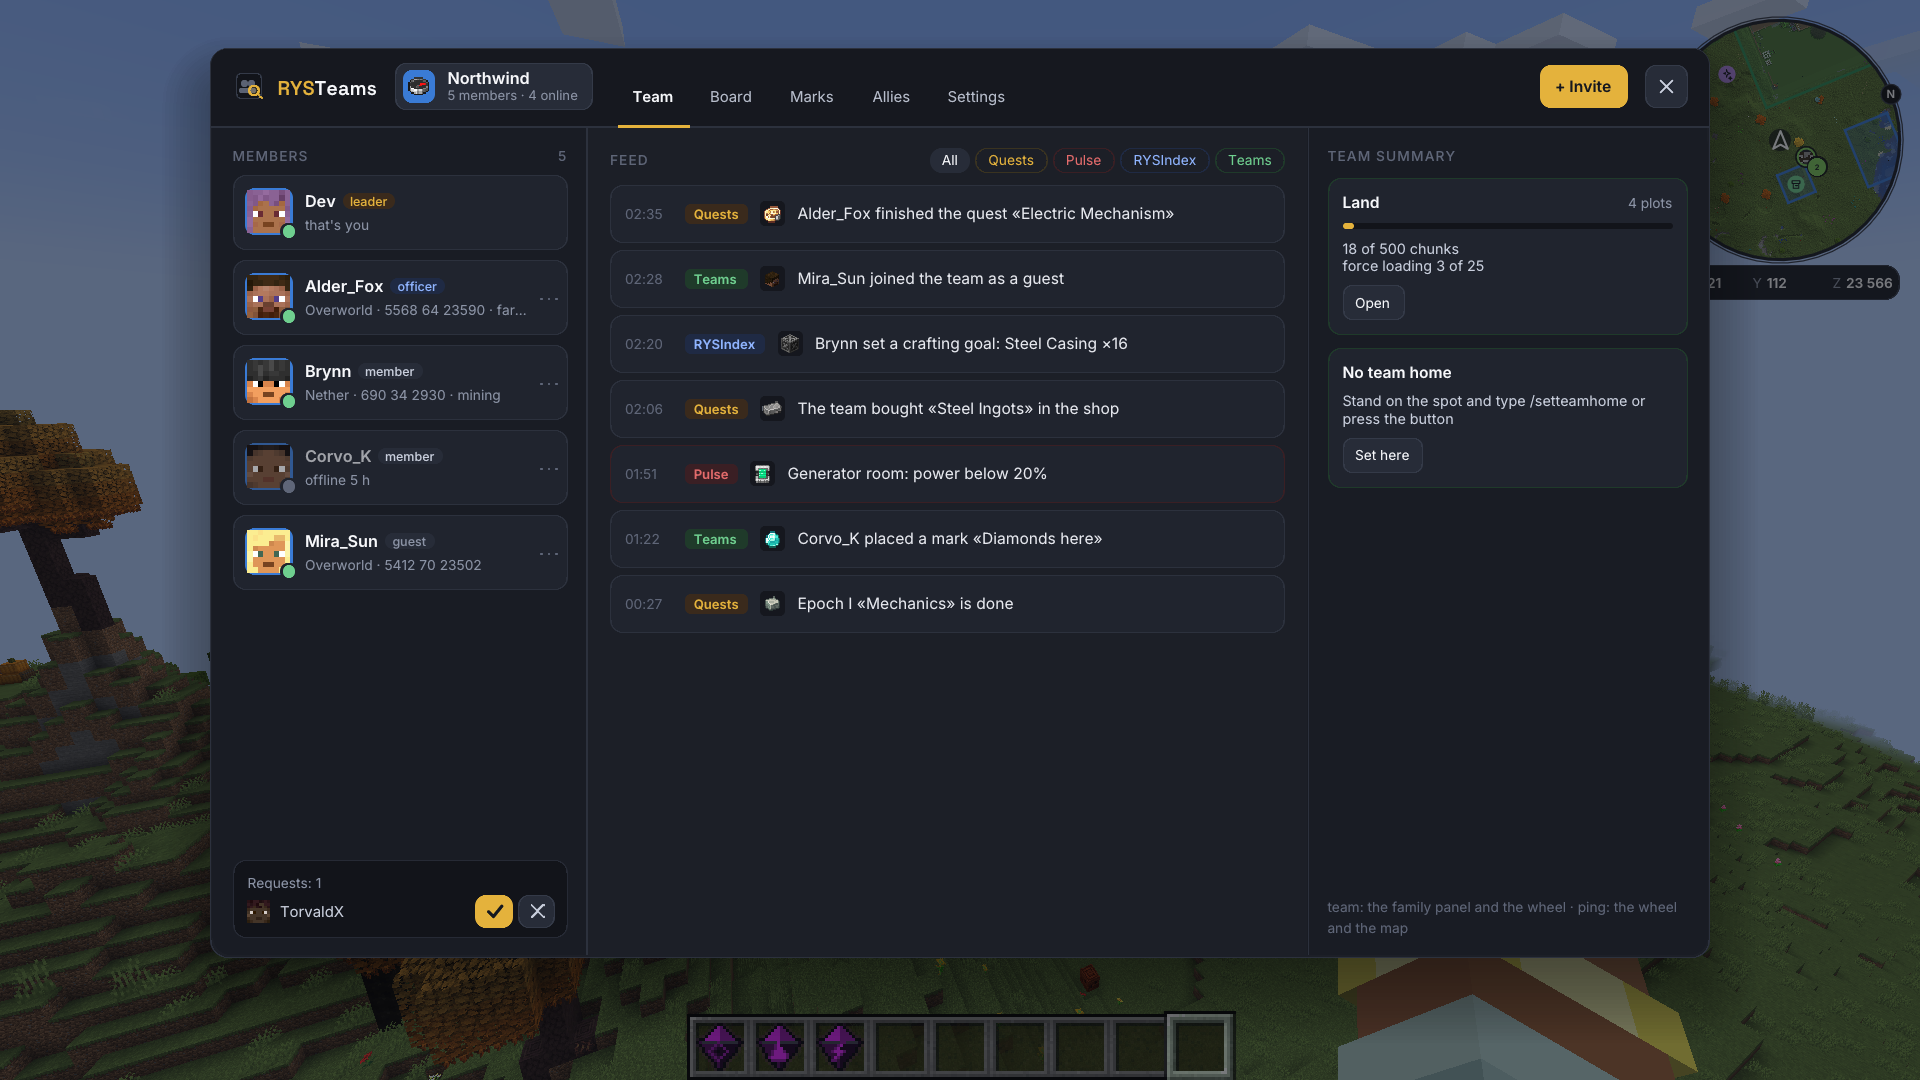 RYSTeams
Northwind
5 members · 4 online
Team
Board
Marks
Allies
Settings
+ Invite
MEMBERS
5
Dev leader
that's you
Alder_Fox officer
Overworld · 5568 64 23590 · far...
Brynn member
Nether · 690 34 2930 · mining
Corvo_K member
offline 5 h
Mira_Sun guest
Overworld · 5412 70 23502
Requests: 1
TorvaldX
FEED
All
Quests
Pulse
RYSIndex
Teams
02:35 Quests Alder_Fox finished the quest «Electric Mechanism»
02:28 Teams Mira_Sun joined the team as a guest
02:20 RYSIndex Brynn set a crafting goal: Steel Casing ×16
02:06 Quests The team bought «Steel Ingots» in the shop
01:51 Pulse Generator room: power below 20%
01:22 Teams Corvo_K placed a mark «Diamonds here»
00:27 Quests Epoch I «Mechanics» is done
TEAM SUMMARY
Land
4 plots
18 of 500 chunks
force loading 3 of 25
Open
No team home
Stand on the spot and type /setteamhome or
press the button
Set here
team: the family panel and the wheel · ping: the wheel
and the map
N
2
21 Y 112 Z 23 566